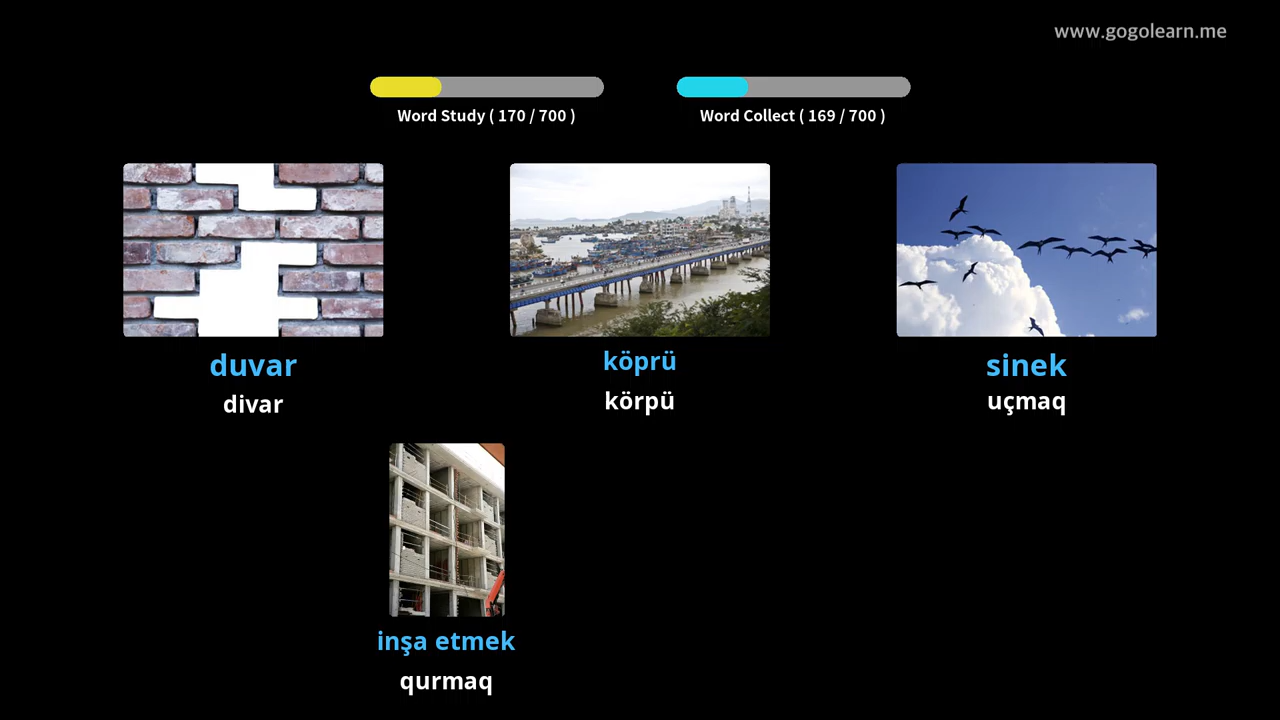 www.gogolearn.me
Word Study ( 170 / 700 )
Word Collect ( 169 / 700 )
duvar
divar
köprü
körpü
sinek
uçmaq
inşa etmek
qurmaq